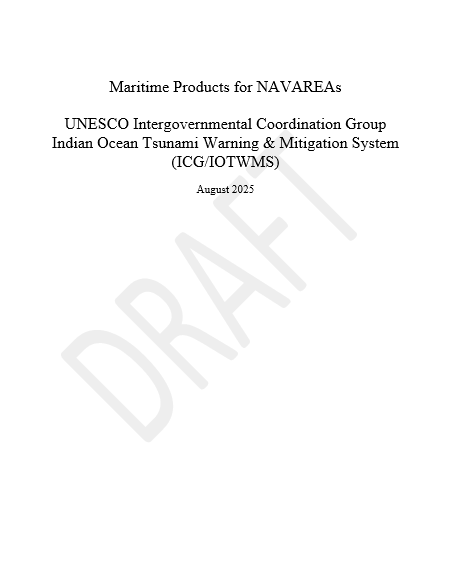 Maritime Products for NAVAREAs
UNESCO Intergovernmental Coordination Group
Indian Ocean Tsunami Warning & Mitigation System
(ICG/IOTWMS)
August 2025
DRAFT